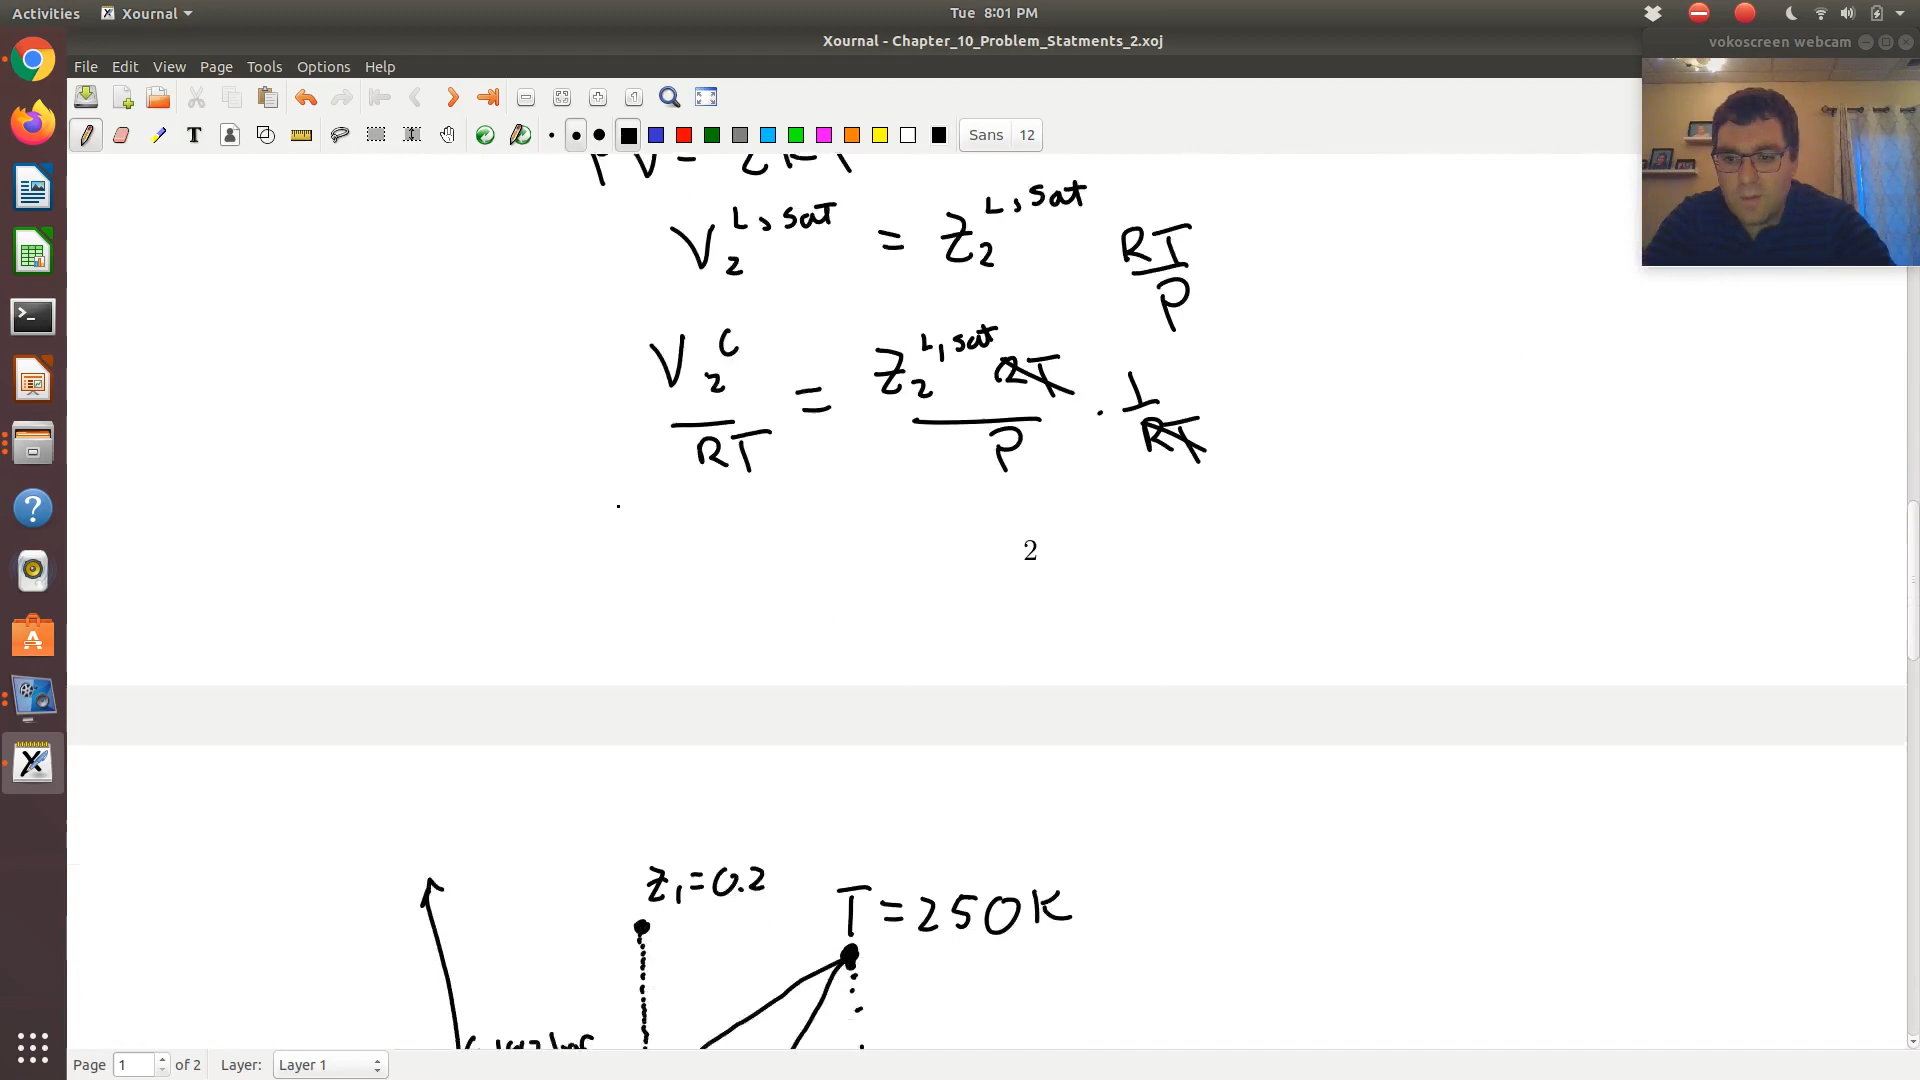 Activities Xournal Tue 8:01 PM
Xournal - Chapter_10_Problem_Statments_2.xoj
vokoscreen webcam
File Edit View Page Tools Options Help
Sans 12
PV = ZRT
V₂^L,sat = Z₂^L,sat RT/P
V₂^C/RT = Z₂^L,sat RT/P · 1/RT
2
z₁=0.2
T=250K
Page 1 of 2 Layer: Layer 1